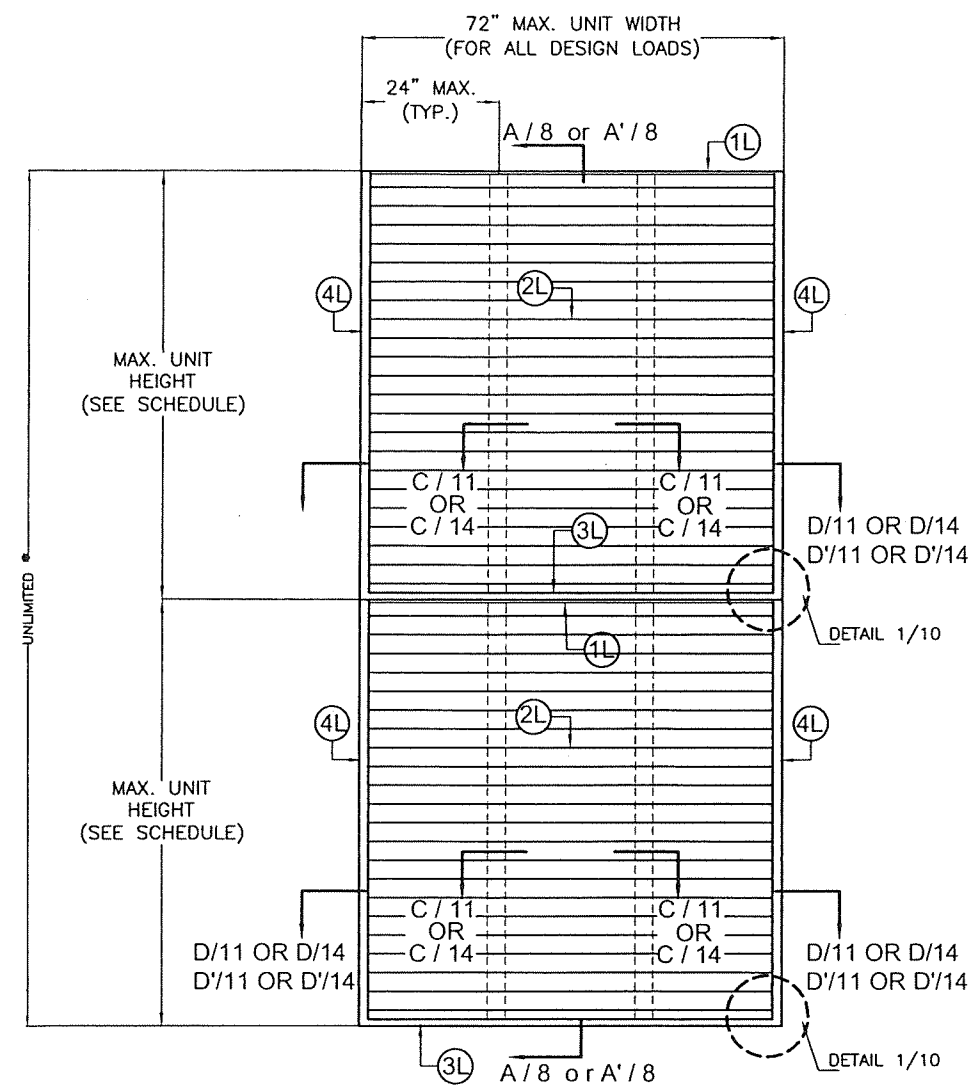 72" MAX. UNIT WIDTH
(FOR ALL DESIGN LOADS)
24" MAX.
(TYP.)
A / 8 or A' / 8
1L
4L
2L
4L
MAX. UNIT
HEIGHT
(SEE SCHEDULE)
C / 11
OR
C / 14
C / 11
OR
C / 14
3L
D/11 OR D/14
D'/11 OR D'/14
UNLIMITED *
DETAIL 1/10
1L
4L
2L
4L
MAX. UNIT
HEIGHT
(SEE SCHEDULE)
C / 11
OR
C / 14
C / 11
OR
C / 14
D/11 OR D/14
D'/11 OR D'/14
D/11 OR D/14
D'/11 OR D'/14
3L
A / 8 or A' / 8
DETAIL 1/10